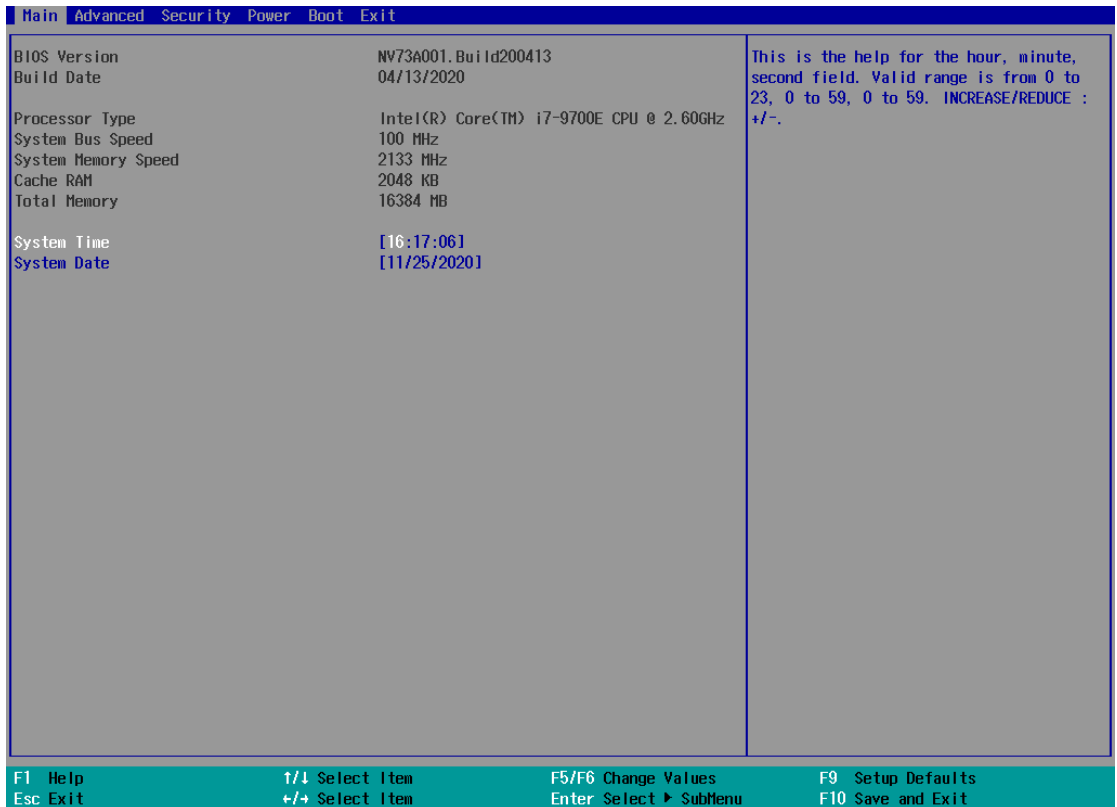 Main Advanced Security Power Boot Exit
BIOS Version NV73A001.Build200413
Build Date 04/13/2020
Processor Type Intel(R) Core(TM) i7-9700E CPU @ 2.60GHz
System Bus Speed 100 MHz
System Memory Speed 2133 MHz
Cache RAM 2048 KB
Total Memory 16384 MB
System Time [16:17:06]
System Date [11/25/2020]
This is the help for the hour, minute,
second field. Valid range is from 0 to
23, 0 to 59, 0 to 59. INCREASE/REDUCE :
+/-.
F1 Help ↑/↓ Select Item F5/F6 Change Values F9 Setup Defaults
Esc Exit ←/→ Select Item Enter Select ▶ SubMenu F10 Save and Exit